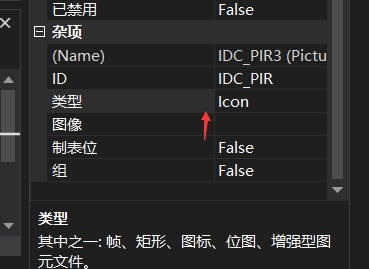 已禁用 False
杂项
(Name) IDC_PIR3 (Pictu
ID IDC_PIR
类型 Icon
图像
制表位 False
组 False
类型
其中之一: 帧、矩形、图标、位图、增强型图
元文件。